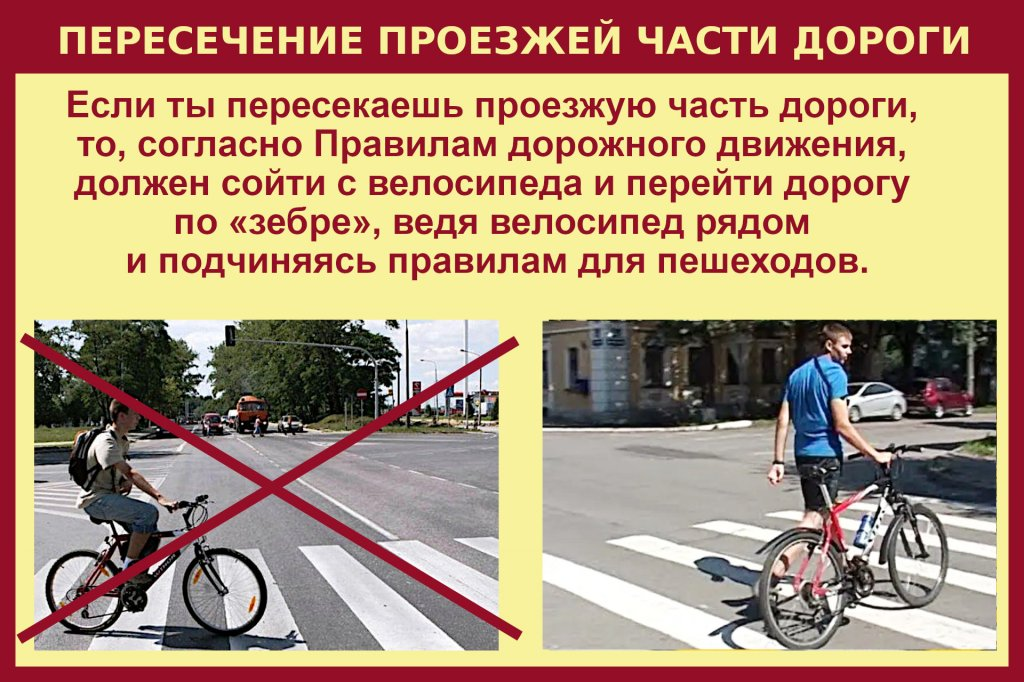 ПЕРЕСЕЧЕНИЕ ПРОЕЗЖЕЙ ЧАСТИ ДОРОГИ
Если ты пересекаешь проезжую часть дороги,
то, согласно Правилам дорожного движения,
должен сойти с велосипеда и перейти дорогу
по «зебре», ведя велосипед рядом
и подчиняясь правилам для пешеходов.